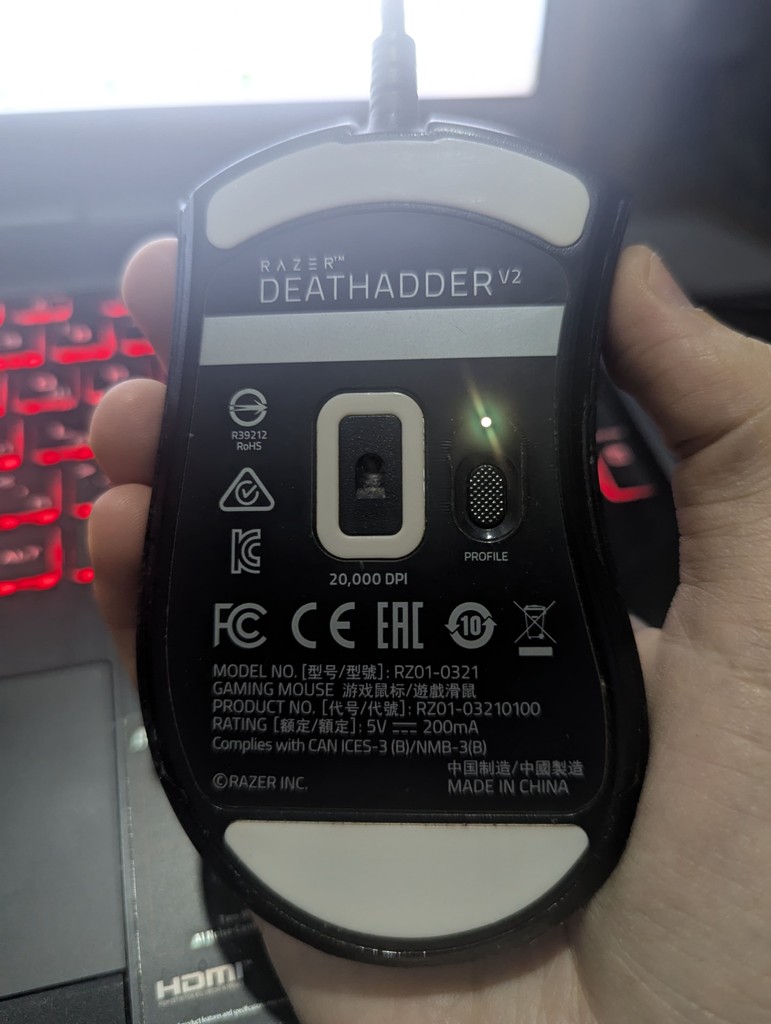 RAZER™
DEATHADDER V2
R39212
RoHS
20,000 DPI
PROFILE
FC CE EAC 10
MODEL NO. [型号/型號]: RZ01-0321
GAMING MOUSE 游戏鼠标/遊戲滑鼠
PRODUCT NO. [代号/代號]: RZ01-03210100
RATING [额定/額定]: 5V ⎓ 200mA
Complies with CAN ICES-3 (B)/NMB-3(B)
中国制造/中國製造
©RAZER INC.
MADE IN CHINA
HDMI™